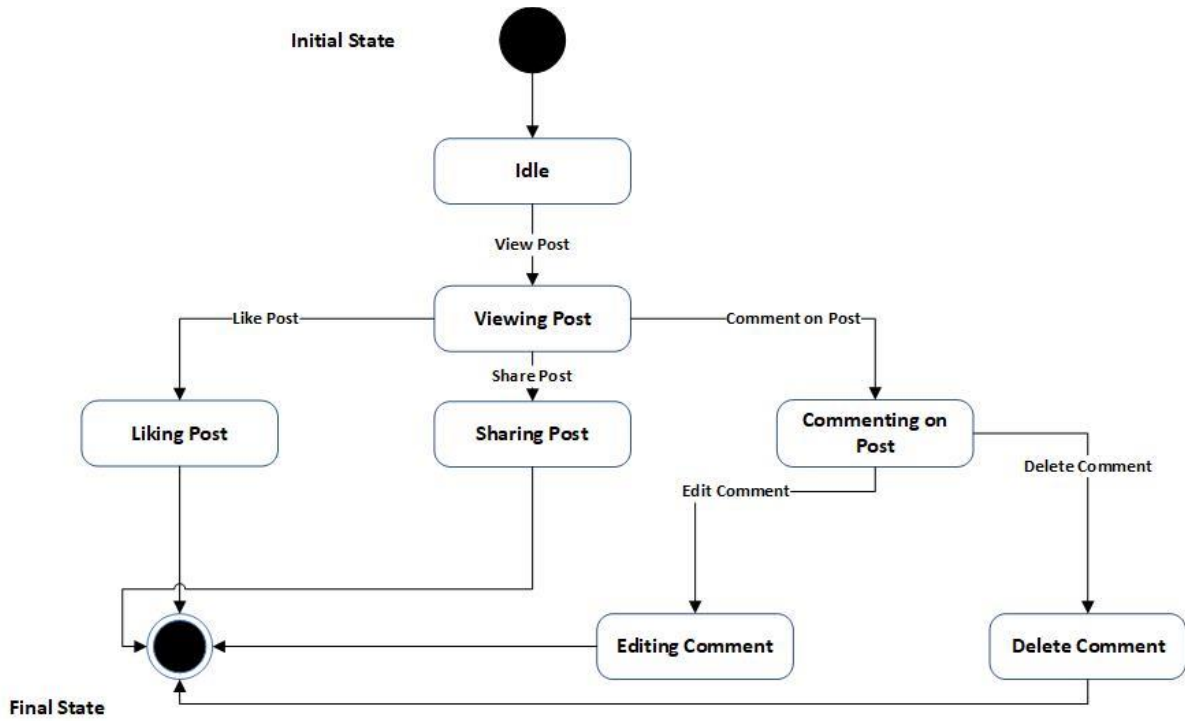 Initial State
Idle
View Post
Like Post
Viewing Post
Comment on Post
Share Post
Liking Post
Sharing Post
Commenting on
Post
Delete Comment
Edit Comment
Editing Comment
Delete Comment
Final State